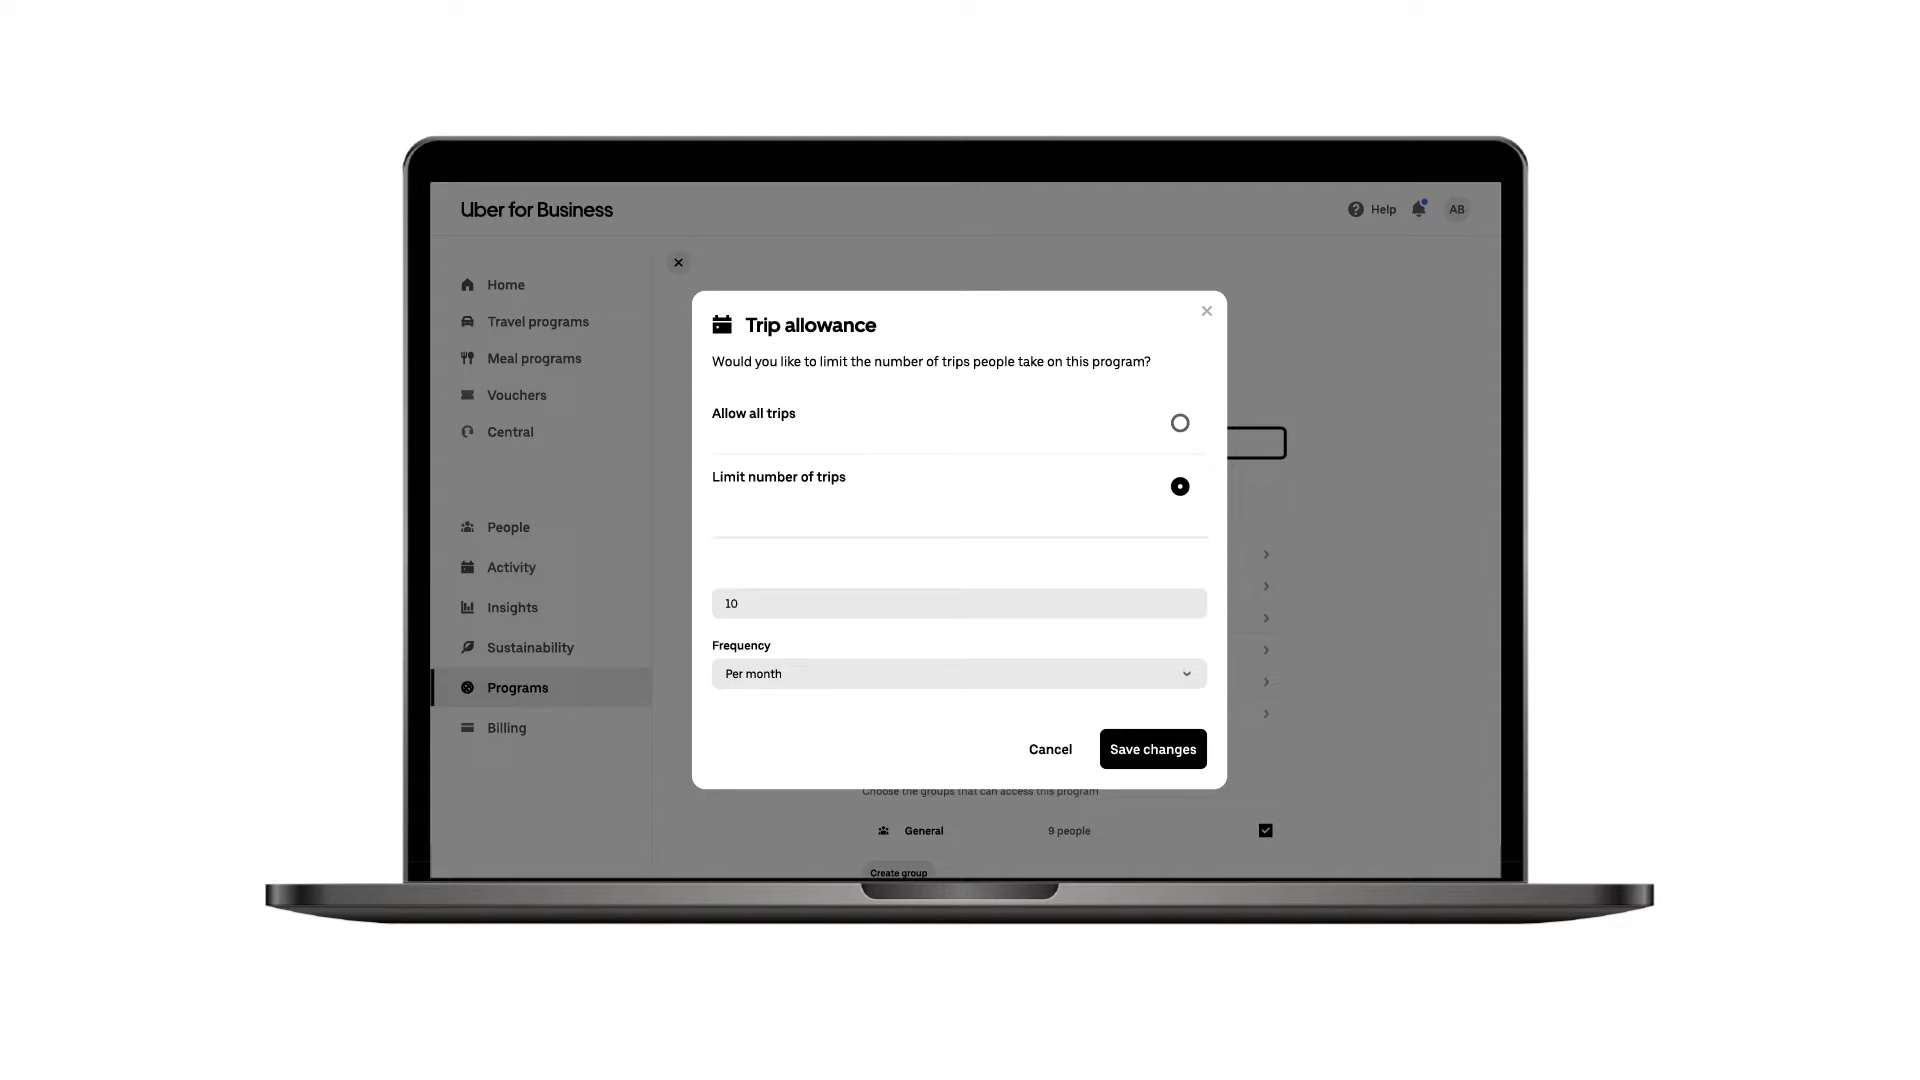 Uber for Business
Help
AB
Home
Travel programs
Meal programs
Vouchers
Central
People
Activity
Insights
Sustainability
Programs
Billing
Trip allowance
Would you like to limit the number of trips people take on this program?
Allow all trips
Limit number of trips
10
Frequency
Per month
Cancel
Save changes
Choose the groups that can access this program
General
9 people
Create group